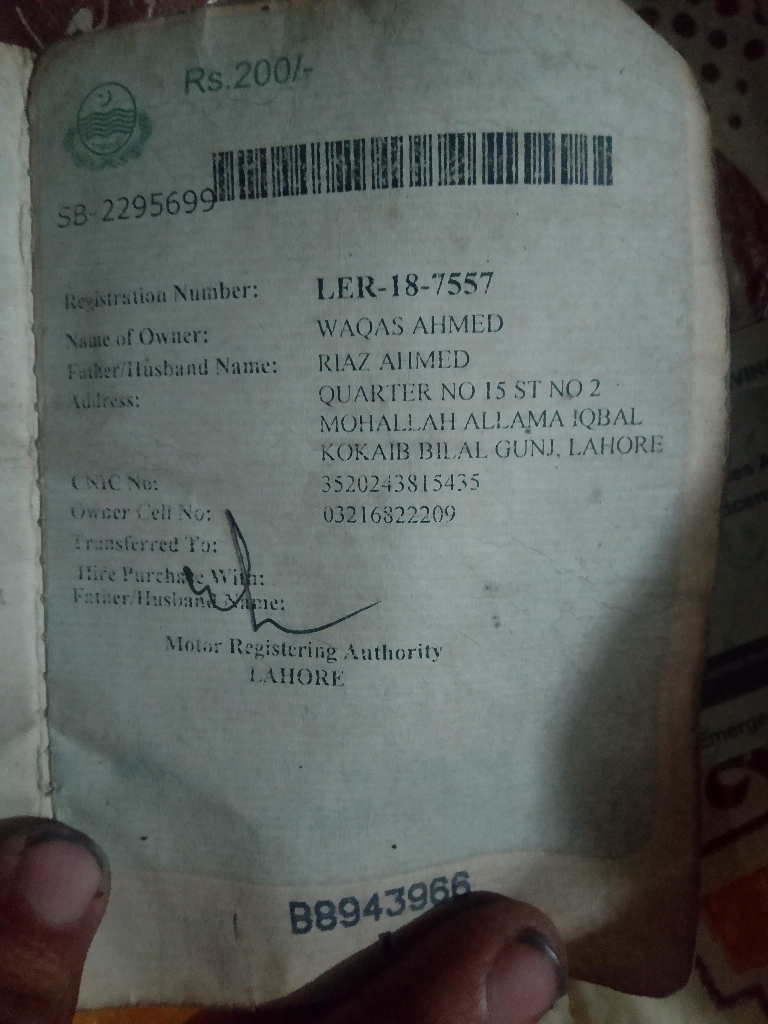 Rs.200/-
SB-2295699
Registration Number: LER-18-7557
Name of Owner: WAQAS AHMED
Father/Husband Name: RIAZ AHMED
Address: QUARTER NO 15 ST NO 2
MOHALLAH ALLAMA IQBAL
KOKAIB BILAL GUNJ, LAHORE
CNIC No: 3520243815435
Owner Cell No: 03216822209
Transferred To:
Hire Purchase With:
Father/Husband Name:
Motor Registering Authority
LAHORE
B8943966